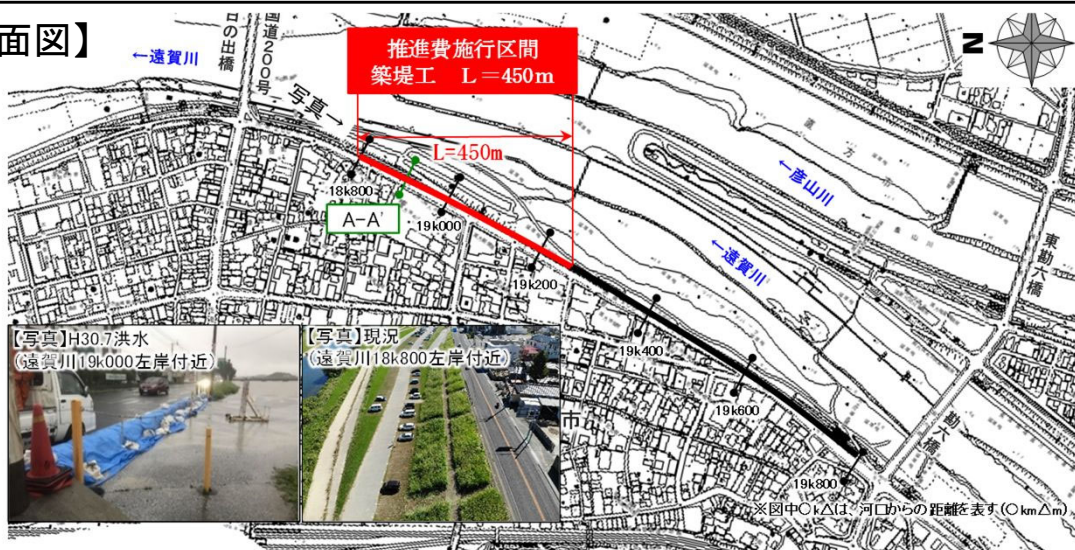 面図】
日の出橋
国道200号
←遠賀川
写真→
推進費施行区間
築堤工 L=450m
L=450m
N
18k800
A-A'
19k000
19k200
←彦山川
←遠賀川
東勘六橋
勘六橋
19k400
19k600
19k800
市
【写真】H30.7洪水
(遠賀川19k000左岸付近)
【写真】現況
(遠賀川18k800左岸付近)
※図中○k△は、河口からの距離を表す(○km△m)